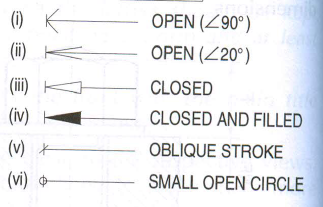 (i) OPEN (∠90°)
(ii) OPEN (∠20°)
(iii) CLOSED
(iv) CLOSED AND FILLED
(v) OBLIQUE STROKE
(vi) SMALL OPEN CIRCLE